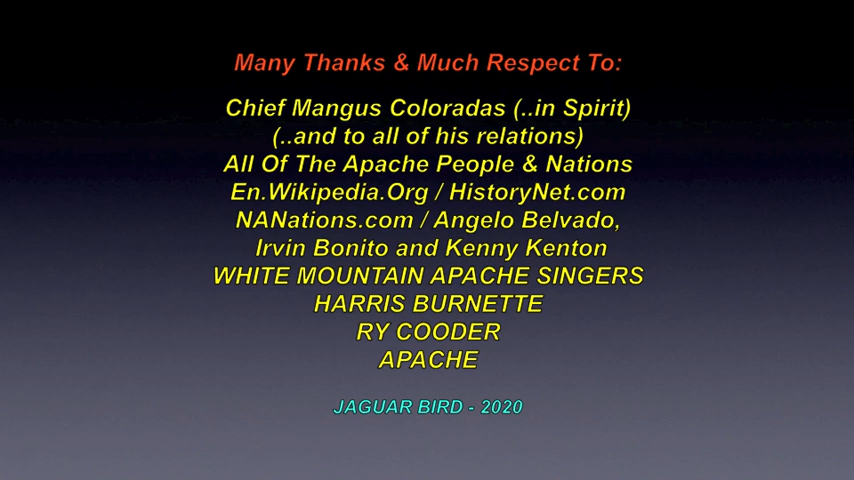 Many Thanks & Much Respect To:
Chief Mangus Coloradas (..in Spirit)
(..and to all of his relations)
All Of The Apache People & Nations
En.Wikipedia.Org / HistoryNet.com
NANations.com / Angelo Belvado,
Irvin Bonito and Kenny Kenton
WHITE MOUNTAIN APACHE SINGERS
HARRIS BURNETTE
RY COODER
APACHE
JAGUAR BIRD - 2020